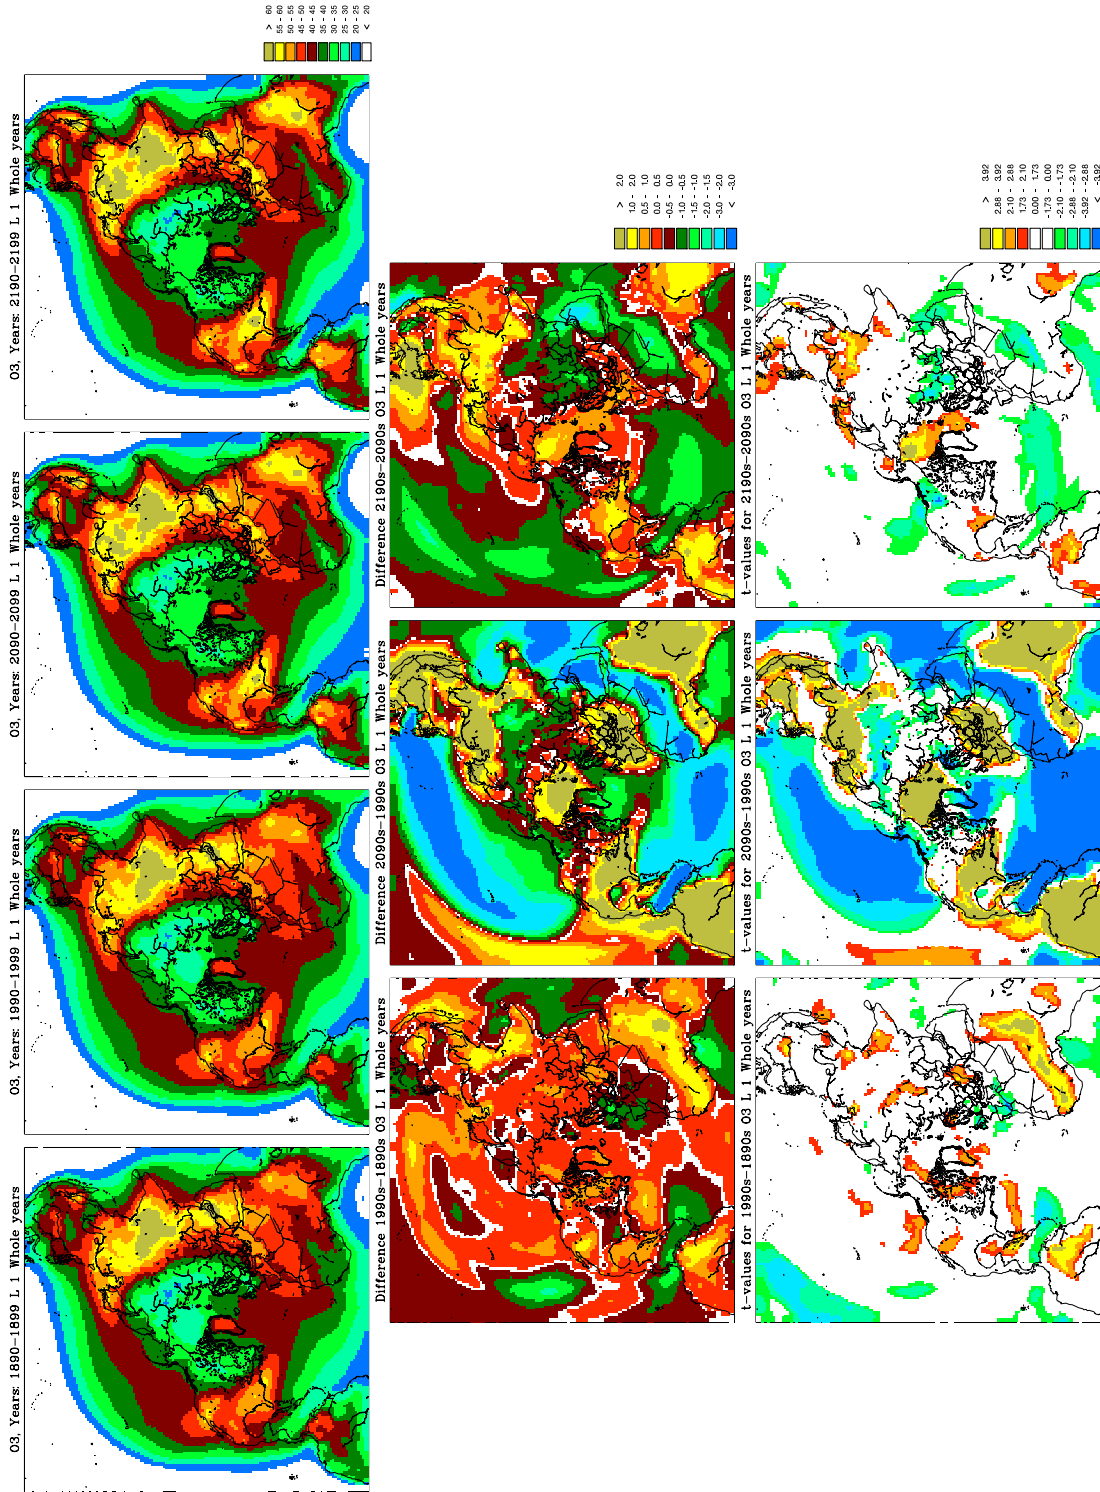 O3, Years: 1890-1899 L 1 Whole years
O3, Years: 1990-1999 L 1 Whole years
O3, Years: 2090-2099 L 1 Whole years
O3, Years: 2190-2199 L 1 Whole years
> 60
55 - 60
50 - 55
45 - 50
40 - 45
35 - 40
30 - 35
25 - 30
20 - 25
< 20
Difference 1990s-1890s O3 L 1 Whole years
Difference 2090s-1990s O3 L 1 Whole years
Difference 2190s-2090s O3 L 1 Whole years
> 2.0
1.0 - 2.0
0.5 - 1.0
0.0 - 0.5
-0.5 - 0.0
-1.0 - -0.5
-1.5 - -1.0
-2.0 - -1.5
-3.0 - -2.0
< -3.0
t-values for 1990s-1890s O3 L 1 Whole years
t-values for 2090s-1990s O3 L 1 Whole years
t-values for 2190s-2090s O3 L 1 Whole years
> 3.92
2.88 - 3.92
2.10 - 2.88
1.73 - 2.10
0.00 - 1.73
-1.73 - 0.00
-2.10 - -1.73
-2.88 - -2.10
-3.92 - -2.88
< -3.92